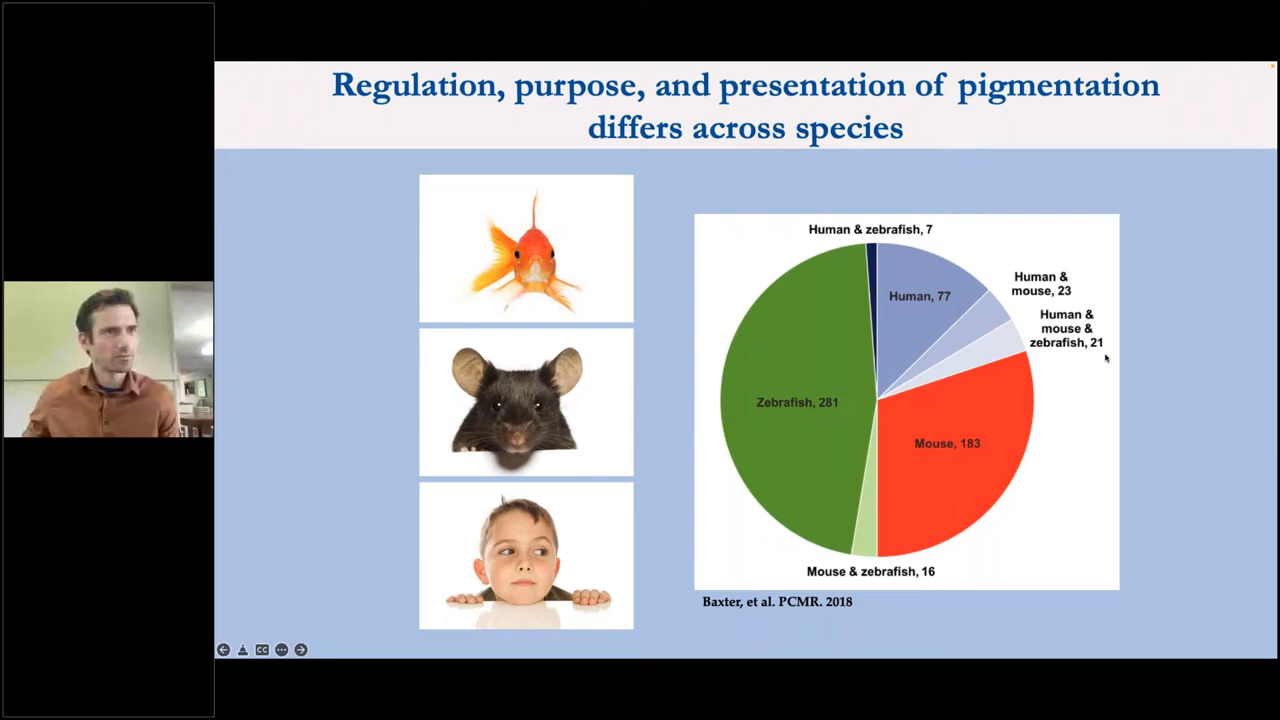 Regulation, purpose, and presentation of pigmentation
differs across species
Human & zebrafish, 7
Human, 77
Human &
mouse, 23
Human &
mouse &
zebrafish, 21
Zebrafish, 281
Mouse, 183
Mouse & zebrafish, 16
Baxter, et al. PCMR. 2018
CC